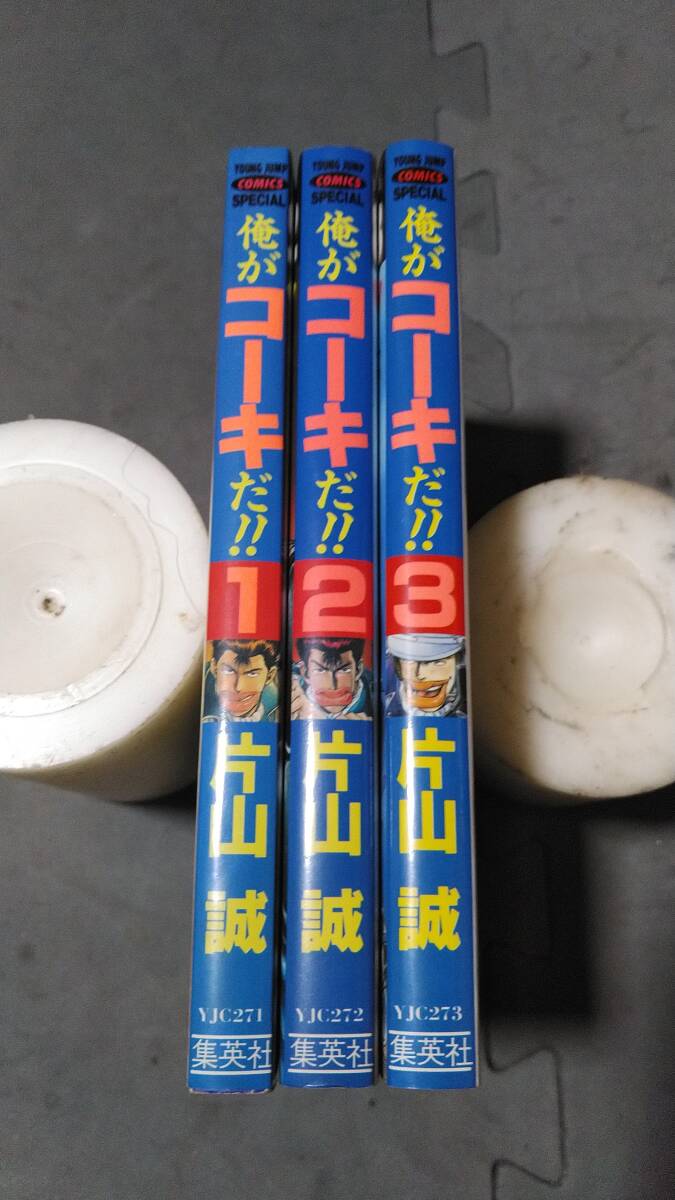 YOUNG JUMP
COMICS
SPECIAL
俺が
コーキ
だ!!
1
片山
誠
YJC271
集英社
YOUNG JUMP
COMICS
SPECIAL
俺が
コーキ
だ!!
2
片山
誠
YJC272
集英社
YOUNG JUMP
COMICS
SPECIAL
俺が
コーキ
だ!!
3
片山
誠
YJC273
集英社